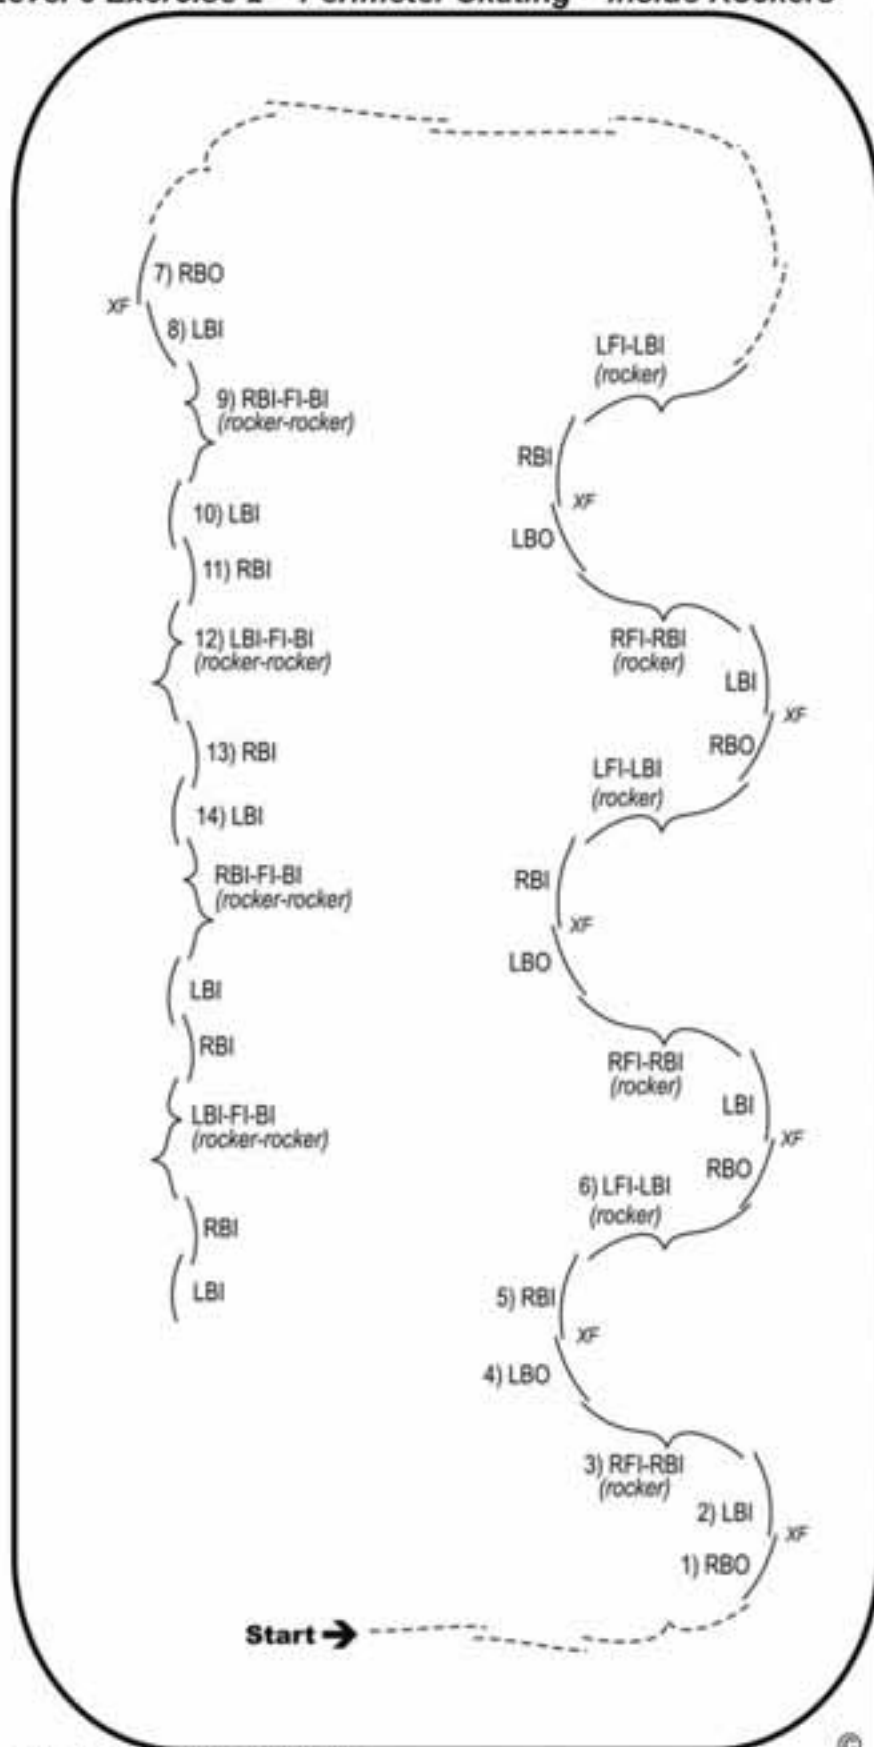 7) RBO
XF
8) LBI
9) RBI-FI-BI
(rocker-rocker)
10) LBI
11) RBI
12) LBI-FI-BI
(rocker-rocker)
13) RBI
14) LBI
RBI-FI-BI
(rocker-rocker)
LBI
RBI
LBI-FI-BI
(rocker-rocker)
RBI
LBI
LFI-LBI
(rocker)
RBI
XF
LBO
RFI-RBI
(rocker)
LBI
XF
RBO
LFI-LBI
(rocker)
RBI
XF
LBO
RFI-RBI
(rocker)
LBI
XF
RBO
6) LFI-LBI
(rocker)
5) RBI
XF
4) LBO
3) RFI-RBI
(rocker)
2) LBI
XF
1) RBO
Start
©